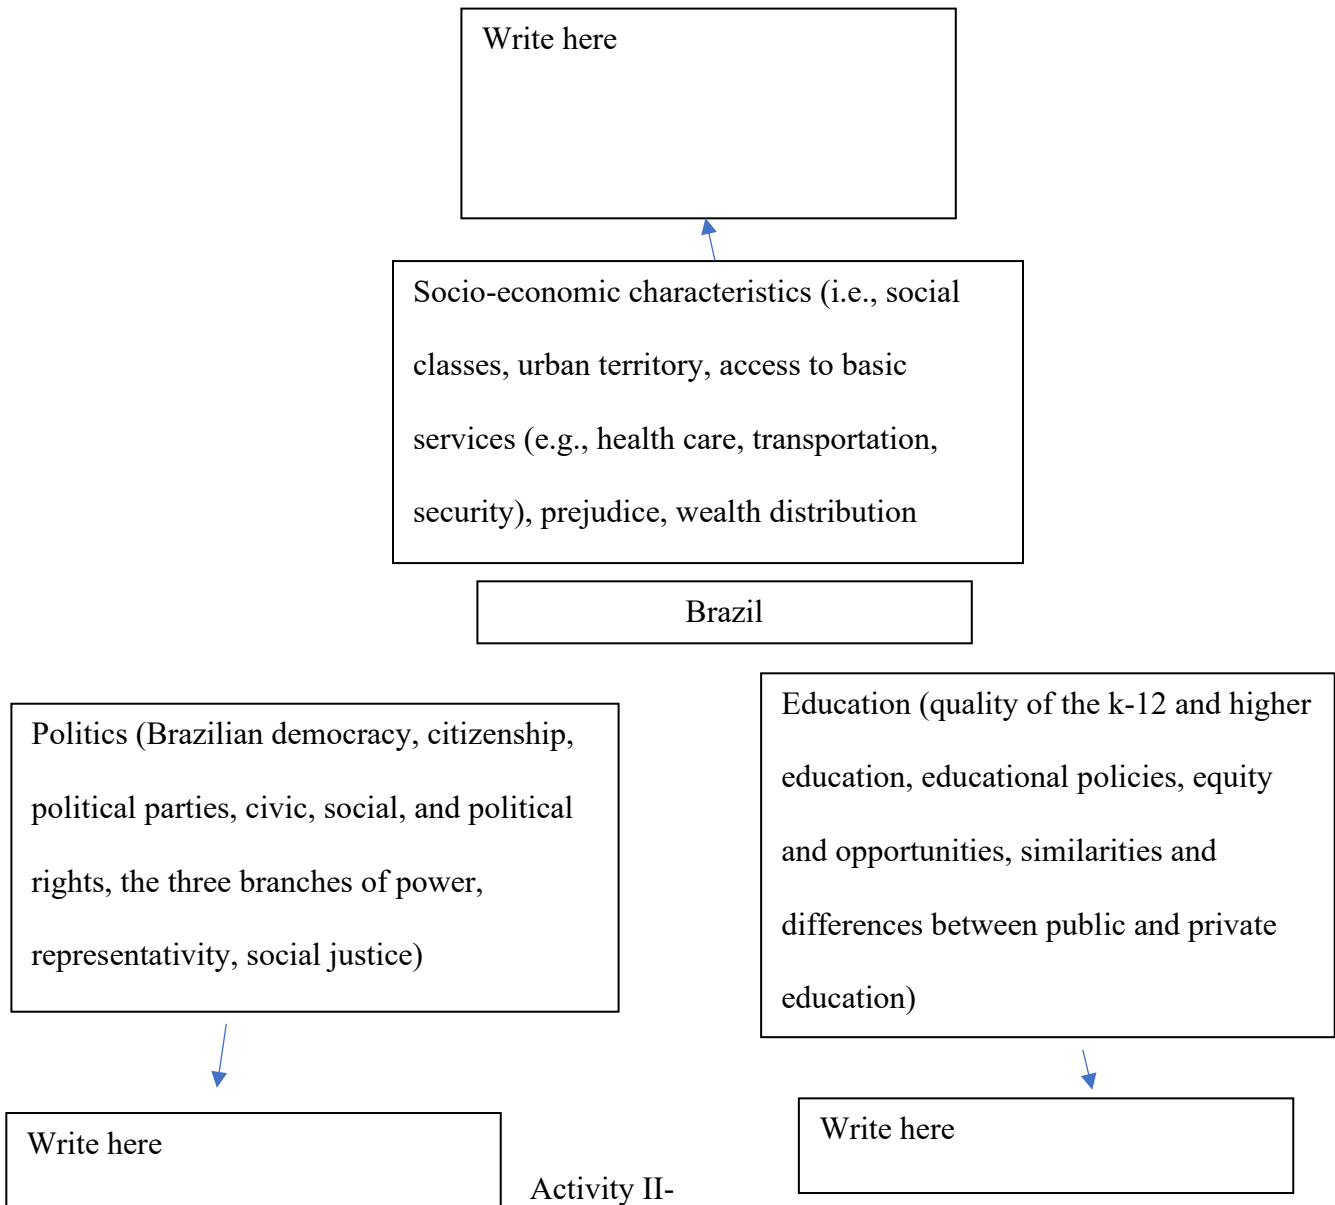 Write here
Socio-economic characteristics (i.e., social
classes, urban territory, access to basic
services (e.g., health care, transportation,
security), prejudice, wealth distribution
Brazil
Politics (Brazilian democracy, citizenship,
political parties, civic, social, and political
rights, the three branches of power,
representativity, social justice)
Education (quality of the k-12 and higher
education, educational policies, equity
and opportunities, similarities and
differences between public and private
education)
Write here
Write here
Activity II-